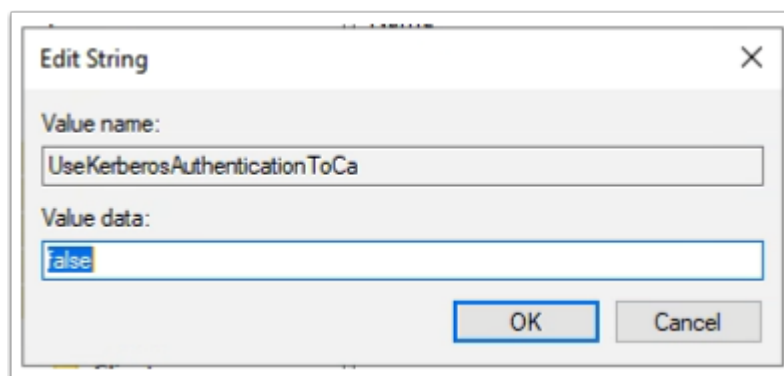 Edit String
Value name:
UseKerberosAuthenticationToCa
Value data:
false
OK
Cancel